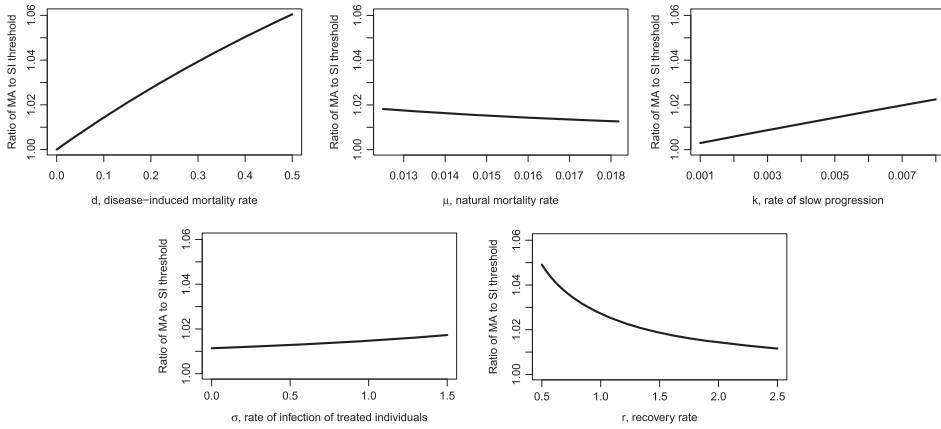 Ratio of MA to SI threshold
1.00 1.02 1.04 1.06
0.0 0.1 0.2 0.3 0.4 0.5
d, disease−induced mortality rate
Ratio of MA to SI threshold
1.00 1.02 1.04 1.06
0.013 0.014 0.015 0.016 0.017 0.018
μ, natural mortality rate
Ratio of MA to SI threshold
1.00 1.02 1.04 1.06
0.001 0.003 0.005 0.007
k, rate of slow progression
Ratio of MA to SI threshold
1.00 1.02 1.04 1.06
0.0 0.5 1.0 1.5
σ, rate of infection of treated individuals
Ratio of MA to SI threshold
1.00 1.02 1.04 1.06
0.5 1.0 1.5 2.0 2.5
r, recovery rate